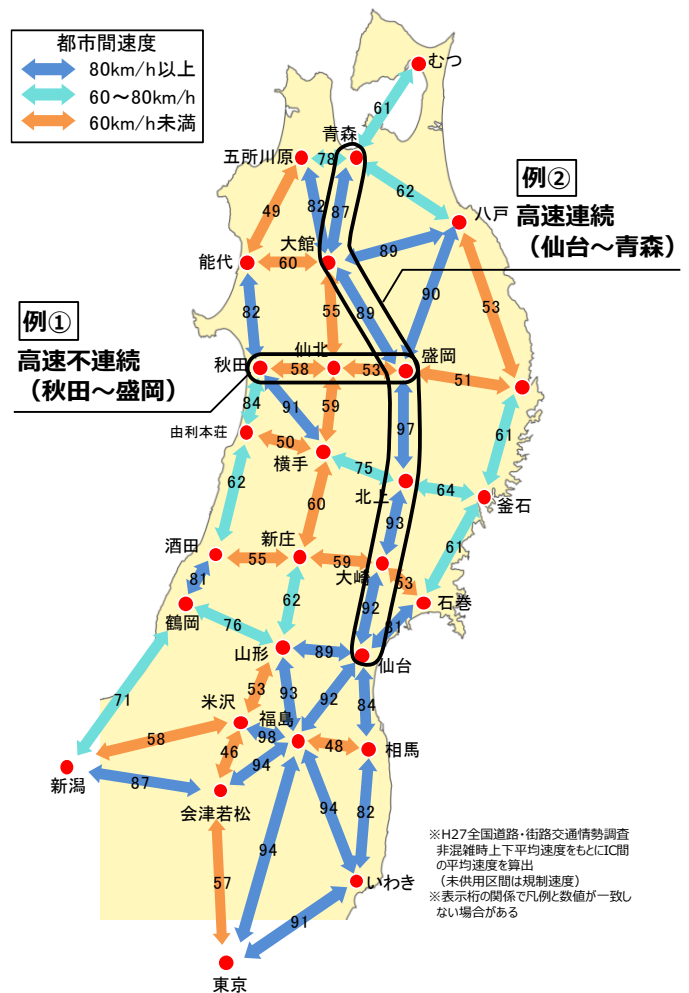 都市間速度
80km/h以上
60～80km/h
60km/h未満
むつ
61
青森
五所川原
78
62
例②
高速連続
（仙台～青森）
八戸
49
82
87
大館
能代
60
89
90
53
82
55
89
例①
高速不連続
（秋田～盛岡）
秋田
58
仙北
53
盛岡
51
84
91
59
97
61
由利本荘
50
横手
75
北上
64
釜石
62
60
93
酒田
55
新庄
59
大崎
53
61
81
石巻
鶴岡
76
62
92
81
山形
89
仙台
71
米沢
53
93
92
84
福島
58
98
48
相馬
46
94
新潟
87
会津若松
94
82
94
57
いわき
91
東京
※H27全国道路・街路交通情勢調査
非混雑時上下平均速度をもとにIC間
の平均速度を算出
（未供用区間は規制速度）
※表示桁の関係で凡例と数値が一致し
ない場合がある